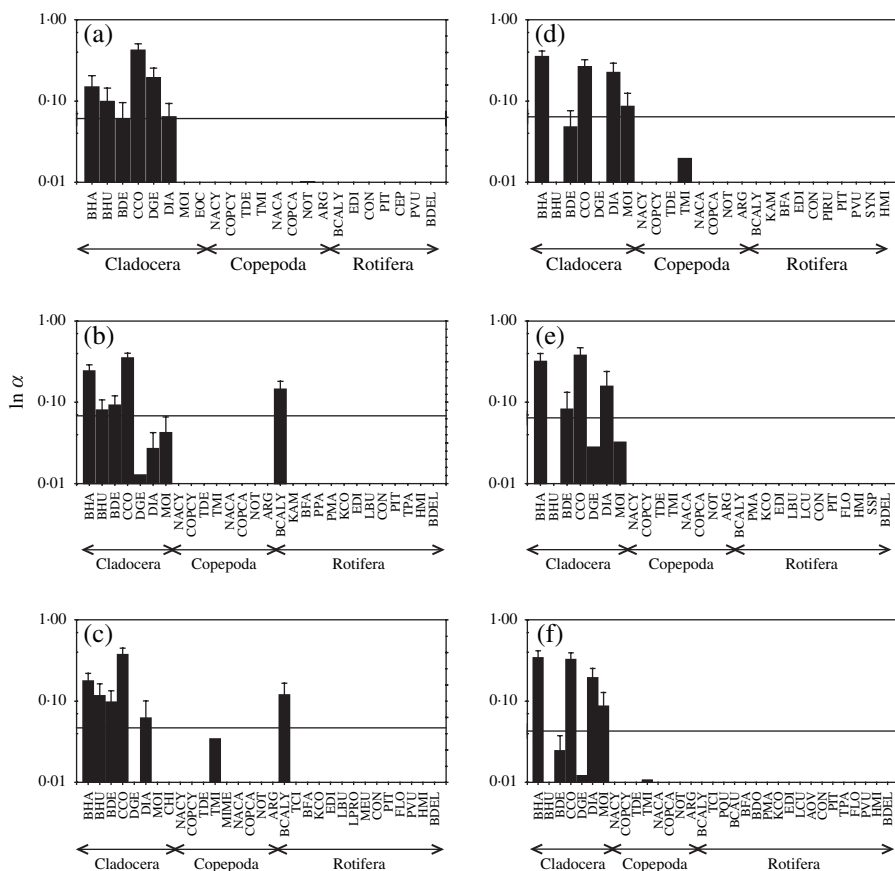 (a)
1·00
0·10
0·01
BHA BHU BDE CCO DGE DIA MOI EOC NACY COPCY TDE TMI NACA COPCA NOT ARG BCALY EDI CON PIT CEP PVU BDEL
Cladocera Copepoda Rotifera
(d)
1·00
0·10
0·01
BHA BHU BDE CCO DGE DIA MOI NACY COPCY TDE TMI NACA COPCA NOT ARG BCALY KAM BFA EDI CON PIRU PIT PVU SYN HMI
Cladocera Copepoda Rotifera
ln α
(b)
1·00
0·10
0·01
BHA BHU BDE CCO DGE DIA MOI NACY COPCY TDE TMI NACA COPCA NOT ARG BCALY KAM BFA PPA PMA KCO EDI LBU CON PIT TPA HMI BDEL
Cladocera Copepoda Rotifera
(e)
1·00
0·10
0·01
BHA BHU BDE CCO DGE DIA MOI NACY COPCY TDE TMI NACA COPCA NOT ARG BCALY PMA KCO EDI LBU LCU CON PIT FLO HMI SSP BDEL
Cladocera Copepoda Rotifera
(c)
1·00
0·10
0·01
BHA BHU BDE CCO DGE DIA MOI CHI NACY COPCY TDE TMI MIME NACA COPCA NOT ARG BCALY TCI BFA KCO EDI LBU LPRO MEU CON PIT FLO PVU HMI BDEL
Cladocera Copepoda Rotifera
(f)
1·00
0·10
0·01
BHA BHU BDE CCO DGE DIA MOI NACY COPCY TDE TMI NACA COPCA NOT ARG BCALY TCI PQU BCAU BFA BDO PMA KCO EDI LCU AOV CON PIT TPA FLO PVU HMI BDEL
Cladocera Copepoda Rotifera